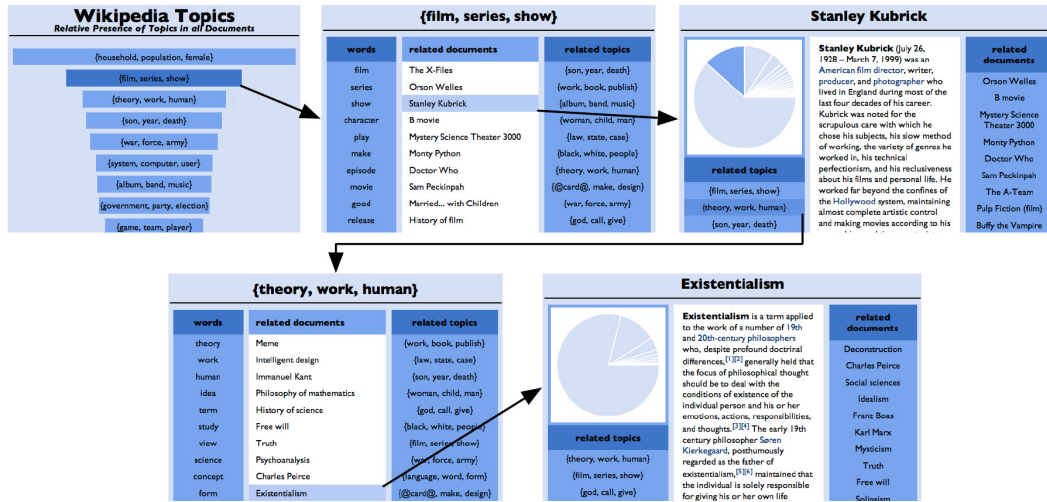 Wikipedia Topics
Relative Presence of Topics in all Documents
{household, population, female}
{film, series, show}
{theory, work, human}
{son, year, death}
{war, force, army}
{system, computer, user}
{album, band, music}
{government, party, election}
{game, team, player}
{film, series, show}
words
film
series
show
character
play
make
episode
movie
good
release
related documents
The X-Files
Orson Welles
Stanley Kubrick
B movie
Mystery Science Theater 3000
Monty Python
Doctor Who
Sam Peckinpah
Married... with Children
History of film
related topics
{son, year, death}
{work, book, publish}
{album, band, music}
{woman, child, man}
{law, state, case}
{black, white, people}
{theory, work, human}
{@card@, make, design}
{war, force, army}
{god, call, give}
Stanley Kubrick
related topics
{film, series, show}
{theory, work, human}
{son, year, death}
Stanley Kubrick (July 26,
1928 – March 7, 1999) was an
American film director, writer,
producer, and photographer who
lived in England during most of the
last four decades of his career.
Kubrick was noted for the
scrupulous care with which he
chose his subjects, his slow method
of working, the variety of genres he
worked in, his technical
perfectionism, and his reclusiveness
about his films and personal life. He
worked far beyond the confines of
the Hollywood system, maintaining
almost complete artistic control
and making movies according to his
related
documents
Orson Welles
B movie
Mystery Science
Theater 3000
Monty Python
Doctor Who
Sam Peckinpah
The A-Team
Pulp Fiction (film)
Buffy the Vampire
{theory, work, human}
words
theory
work
human
idea
term
study
view
science
concept
form
related documents
Meme
Intelligent design
Immanuel Kant
Philosophy of mathematics
History of science
Free will
Truth
Psychoanalysis
Charles Peirce
Existentialism
related topics
{work, book, publish}
{law, state, case}
{son, year, death}
{woman, child, man}
{god, call, give}
{black, white, people}
{film, series, show}
{war, force, army}
{language, word, form}
{@card@, make, design}
Existentialism
related topics
{theory, work, human}
{film, series, show}
{god, call, give}
Existentialism is a term applied
to the work of a number of 19th
and 20th-century philosophers
who, despite profound doctrinal
differences,[1][2] generally held that
the focus of philosophical thought
should be to deal with the
conditions of existence of the
individual person and his or her
emotions, actions, responsibilities,
and thoughts.[3][4] The early 19th
century philosopher Søren
Kierkegaard, posthumously
regarded as the father of
existentialism,[5][6] maintained that
the individual is solely responsible
for giving his or her own life
related
documents
Deconstruction
Charles Peirce
Social sciences
Idealism
Franz Boas
Karl Marx
Mysticism
Truth
Free will
Solipsism